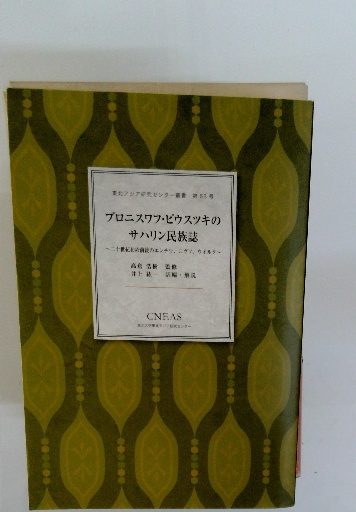 東北アジア研究センター叢書 第63号
ブロニスワフ・ピウスツキの
サハリン民族誌
〜二十世紀初め前後のエンチウ、ニヴフ、ウイルタ〜
高倉 浩樹 監修
井上 紘一 訳編・解説
CNEAS
東北大学東北アジア研究センター